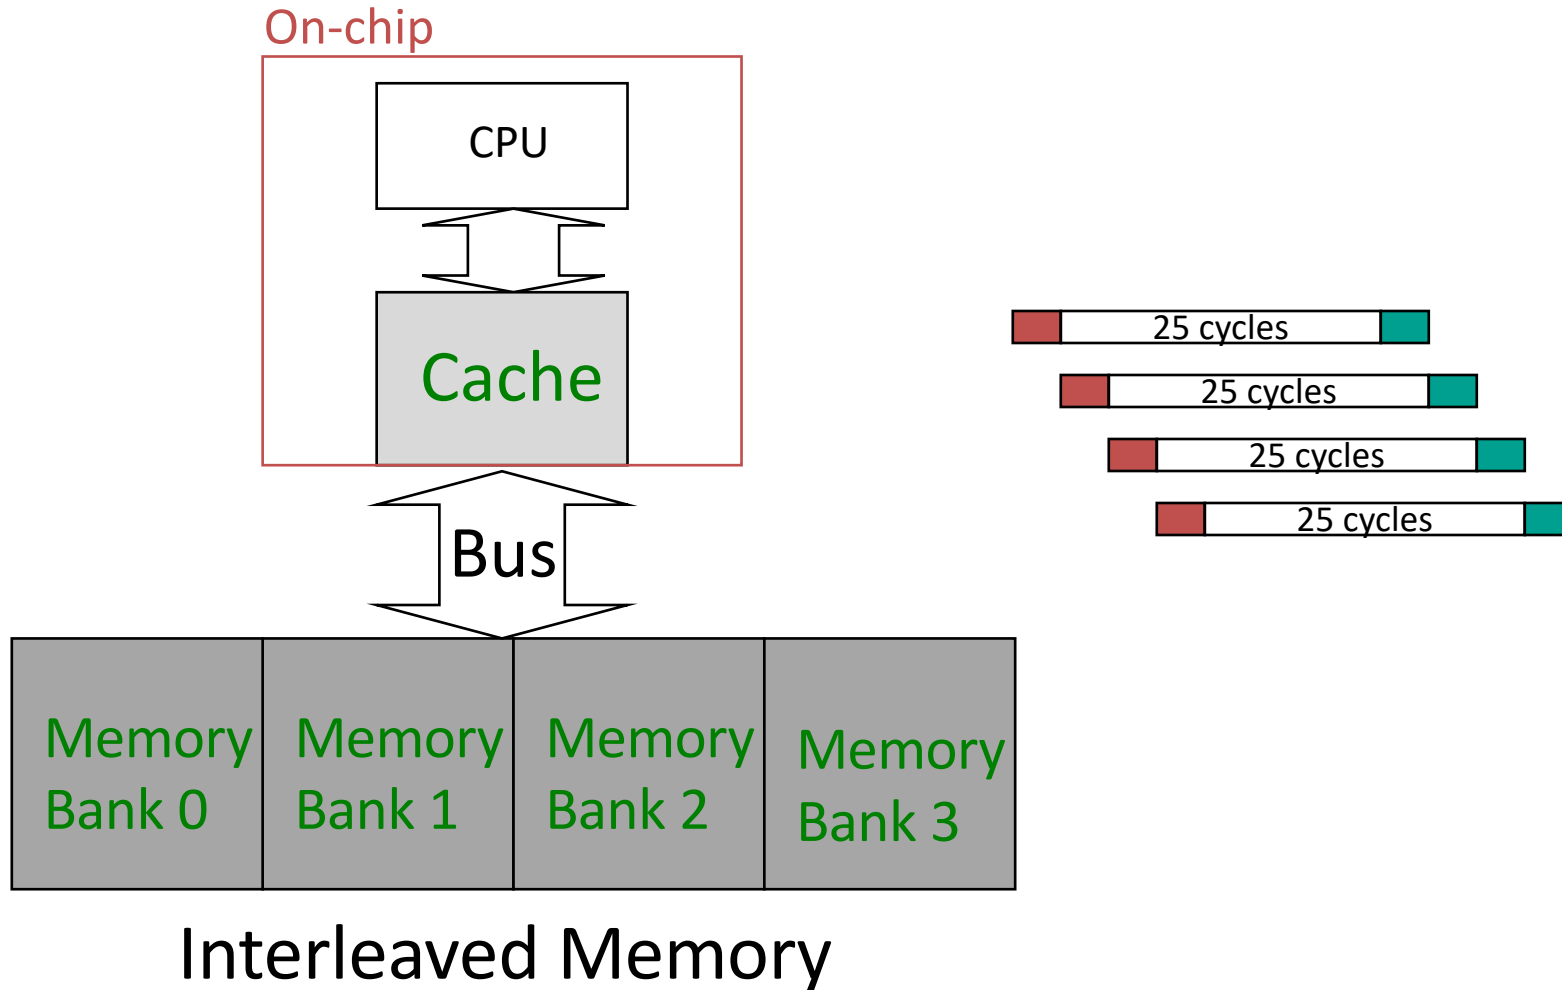 On-chip
CPU
Cache
25 cycles
25 cycles
25 cycles
25 cycles
Bus
Memory
Bank 0
Memory
Bank 1
Memory
Bank 2
Memory
Bank 3
Interleaved Memory